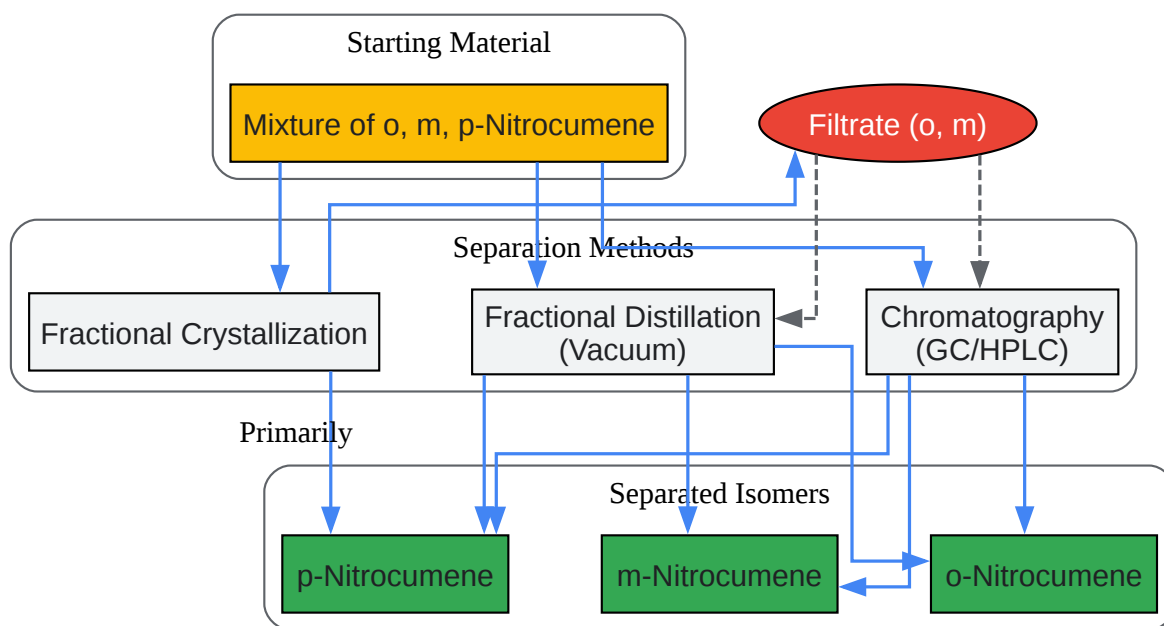 Starting Material
Mixture of o, m, p-Nitrocumene
Filtrate (o, m)
Separation Methods
Fractional Crystallization
Fractional Distillation
(Vacuum)
Chromatography
(GC/HPLC)
Primarily
Separated Isomers
p-Nitrocumene
m-Nitrocumene
o-Nitrocumene